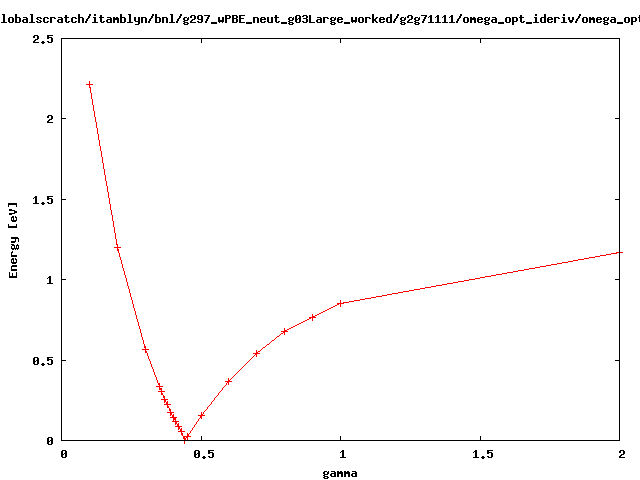 lobalscratch/itamblyn/bnl/g297_wPBE_neut_g03Large_worked/g2g71111/omega_opt_ideriv/omega_opt
2.5
2
1.5
1
0.5
0
Energy [eV]
0 0.5 1 1.5 2
gamma